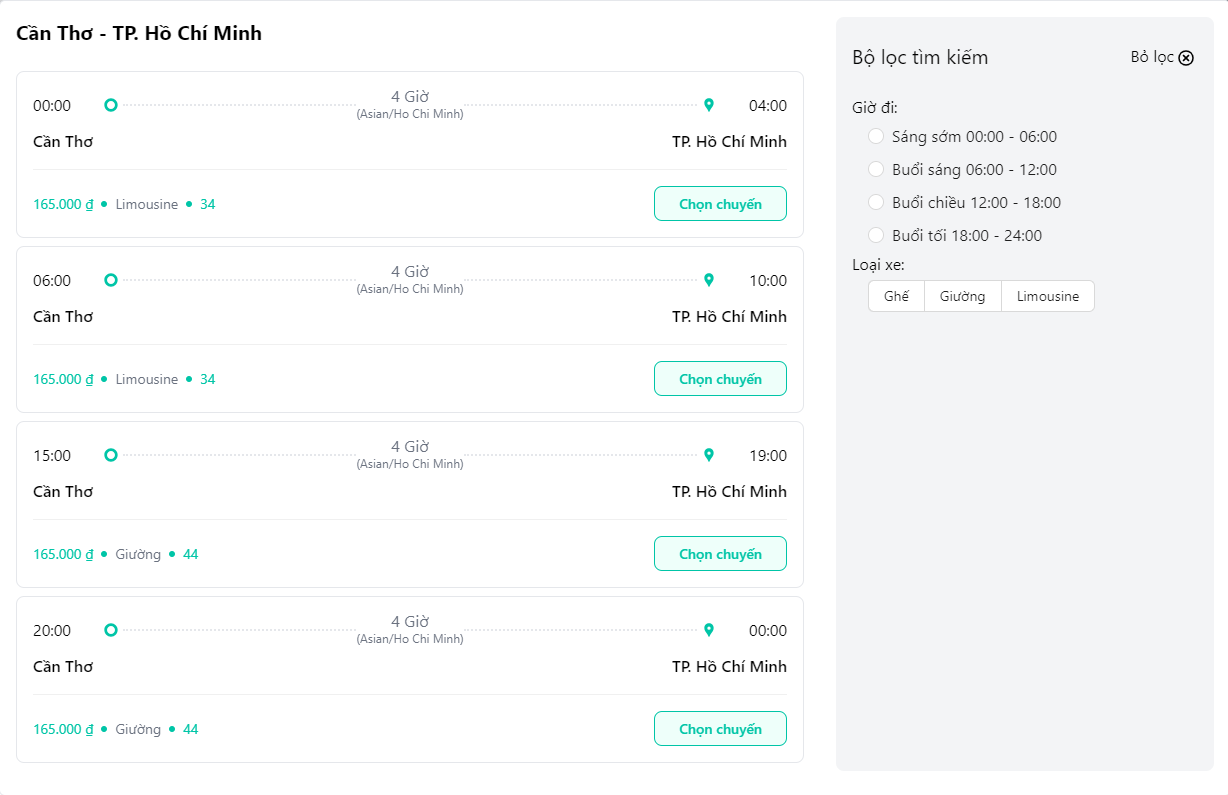 Cần Thơ - TP. Hồ Chí Minh
00:00 4 Giờ 04:00
(Asian/Ho Chi Minh)
Cần Thơ TP. Hồ Chí Minh
165.000 ₫ • Limousine • 34 Chọn chuyến
06:00 4 Giờ 10:00
(Asian/Ho Chi Minh)
Cần Thơ TP. Hồ Chí Minh
165.000 ₫ • Limousine • 34 Chọn chuyến
15:00 4 Giờ 19:00
(Asian/Ho Chi Minh)
Cần Thơ TP. Hồ Chí Minh
165.000 ₫ • Giường • 44 Chọn chuyến
20:00 4 Giờ 00:00
(Asian/Ho Chi Minh)
Cần Thơ TP. Hồ Chí Minh
165.000 ₫ • Giường • 44 Chọn chuyến
Bộ lọc tìm kiếm Bỏ lọc
Giờ đi:
Sáng sớm 00:00 - 06:00
Buổi sáng 06:00 - 12:00
Buổi chiều 12:00 - 18:00
Buổi tối 18:00 - 24:00
Loại xe:
Ghế Giường Limousine